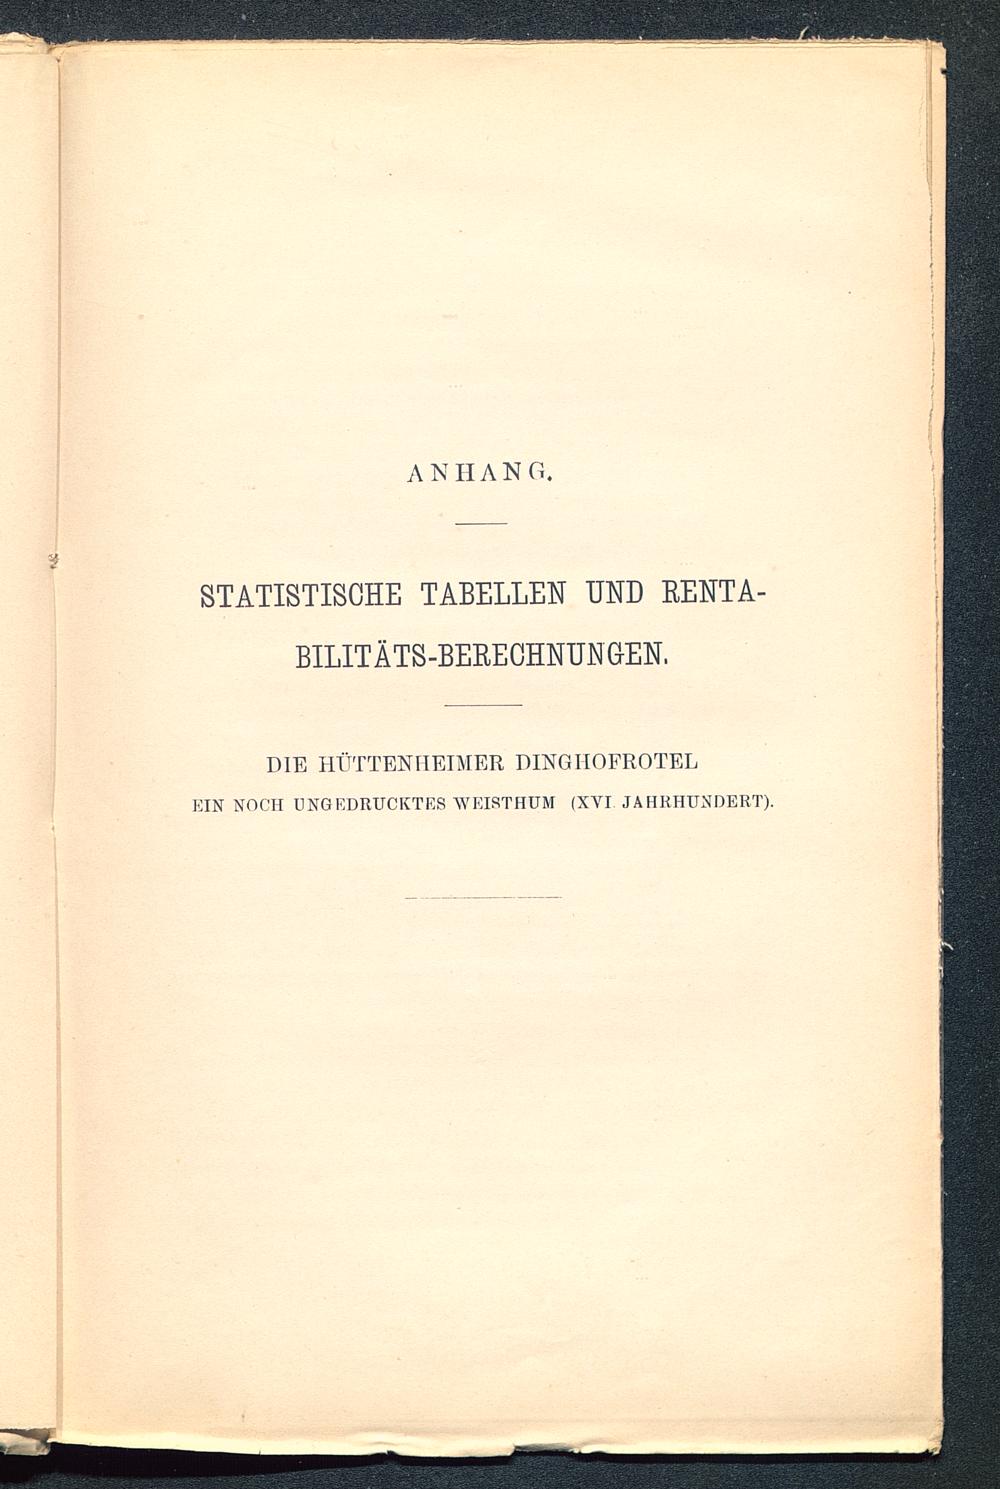 ANHANG.
STATISTISCHE TABELLEN UND RENTA-
BILITÄTS-BERECHNUNGEN.
DIE HÜTTENHEIMER DINGHOFROTEL
EIN NOCH UNGEDRUCKTES WEISTHUM (XVI. JAHRHUNDERT).